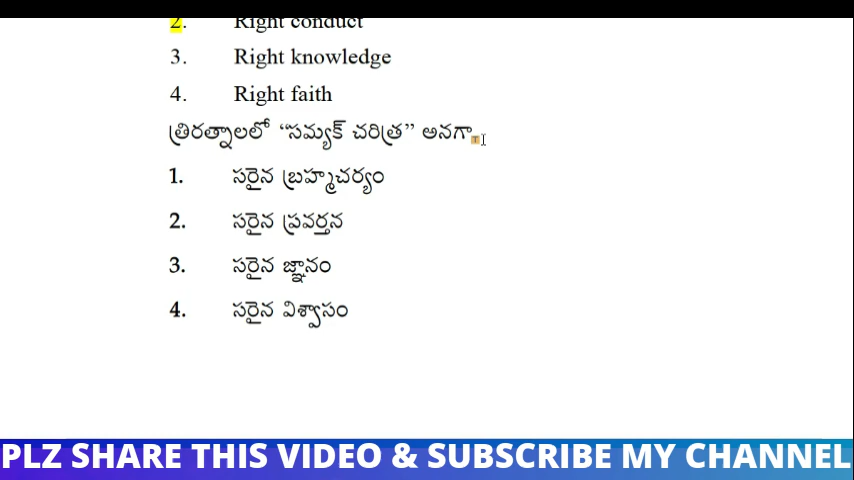 2. Right conduct
3. Right knowledge
4. Right faith
త్రిరత్నాలలో “సమ్యక్ చరిత్ర” అనగా
1. సరైన బ్రహ్మచర్యం
2. సరైన ప్రవర్తన
3. సరైన జ్ఞానం
4. సరైన విశ్వాసం
PLZ SHARE THIS VIDEO & SUBSCRIBE MY CHANNEL